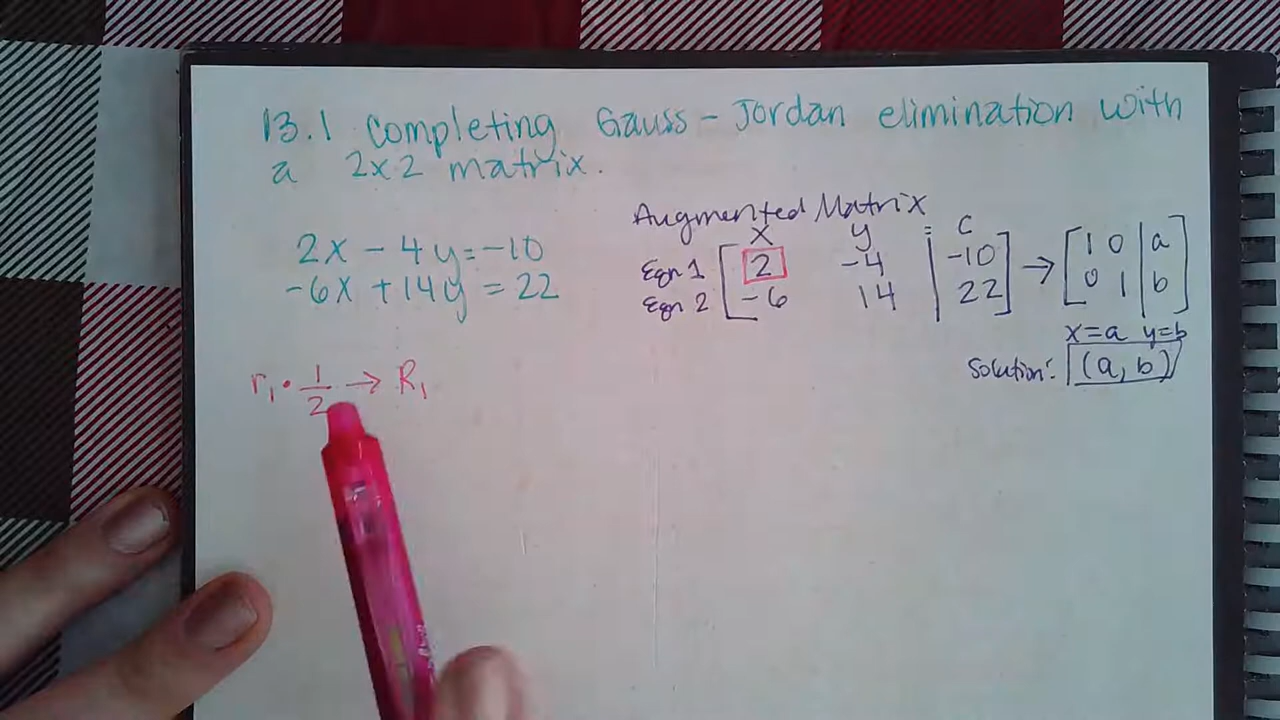 13.1 Completing Gauss-Jordan elimination with
a 2x2 matrix.
Augmented Matrix
x y = c
2x - 4y = -10
-6x + 14y = 22
Eqn 1 [ 2 -4 | -10 ] → [ 1 0 | a ]
Eqn 2 [ -6 14 | 22 ] [ 0 1 | b ]
x=a y=b
Solution: (a, b)
r₁ • 1/2 → R₁